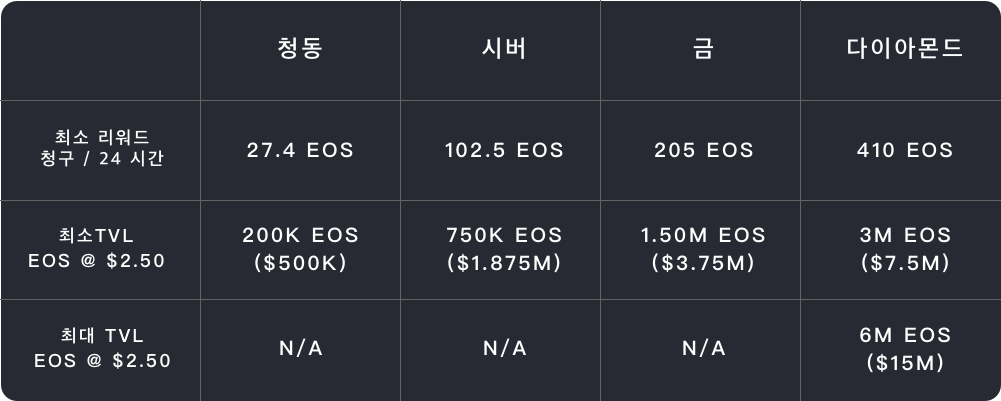 청동 시버 금 다이아몬드
최소 리워드
청구 / 24 시간
27.4 EOS 102.5 EOS 205 EOS 410 EOS
최소TVL
EOS @ $2.50
200K EOS
($500K)
750K EOS
($1.875M)
1.50M EOS
($3.75M)
3M EOS
($7.5M)
최대 TVL
EOS @ $2.50
N/A N/A N/A
6M EOS
($15M)